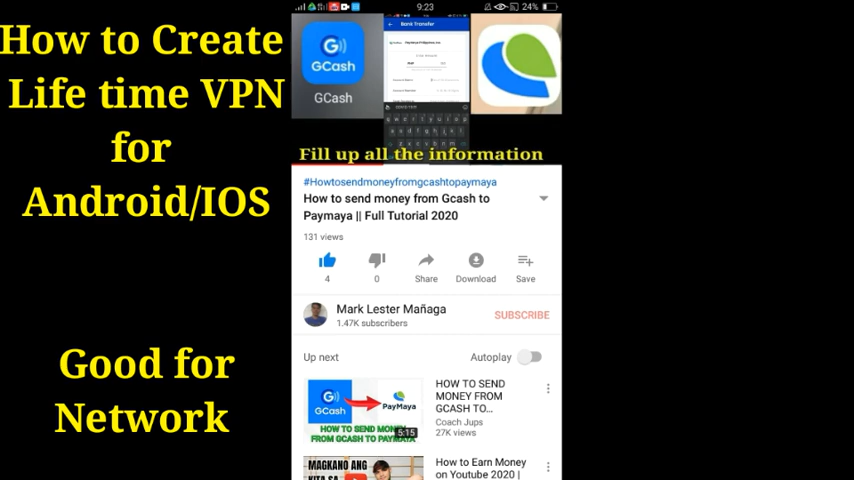 How to Create
Life time VPN
for
Android/IOS
Good for
Network
9:23
24%
Bank Transfer
GCash
GCash
Fill up all the information
#Howtosendmoneyfromgcashtopaymaya
How to send money from Gcash to
Paymaya || Full Tutorial 2020
131 views
4
0
Share
Download
Save
Mark Lester Mañaga
1.47K subscribers
SUBSCRIBE
Up next
Autoplay
GCash
PayMaya
HOW TO SEND MONEY
FROM GCASH TO PAYMAYA
5:15
HOW TO SEND
MONEY FROM
GCASH TO...
Coach Jups
27K views
MAGKANO ANG
KITA SA
How to Earn Money
on Youtube 2020 |